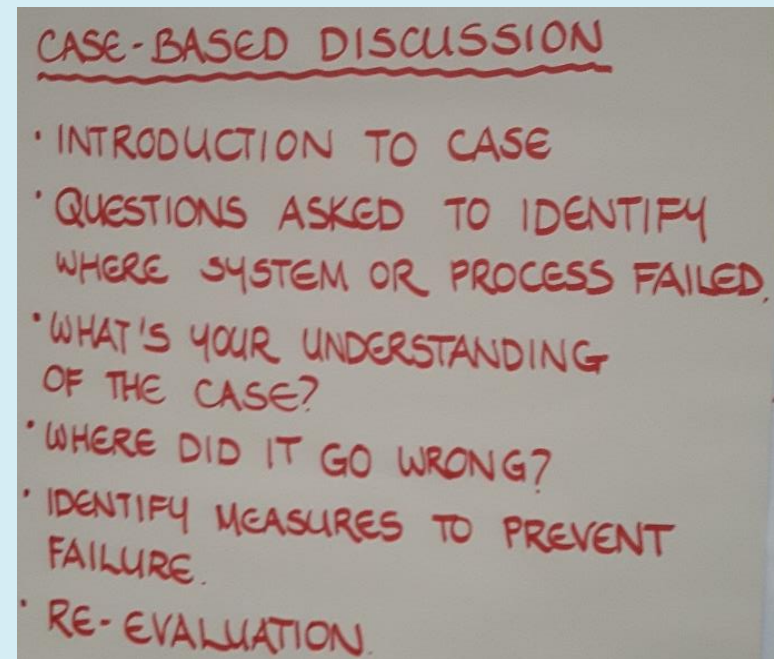 CASE-BASED DISCUSSION
· INTRODUCTION TO CASE
· QUESTIONS ASKED TO IDENTIFY
WHERE SYSTEM OR PROCESS FAILED.
· WHAT'S YOUR UNDERSTANDING
OF THE CASE?
· WHERE DID IT GO WRONG?
· IDENTIFY MEASURES TO PREVENT
FAILURE.
· RE-EVALUATION.